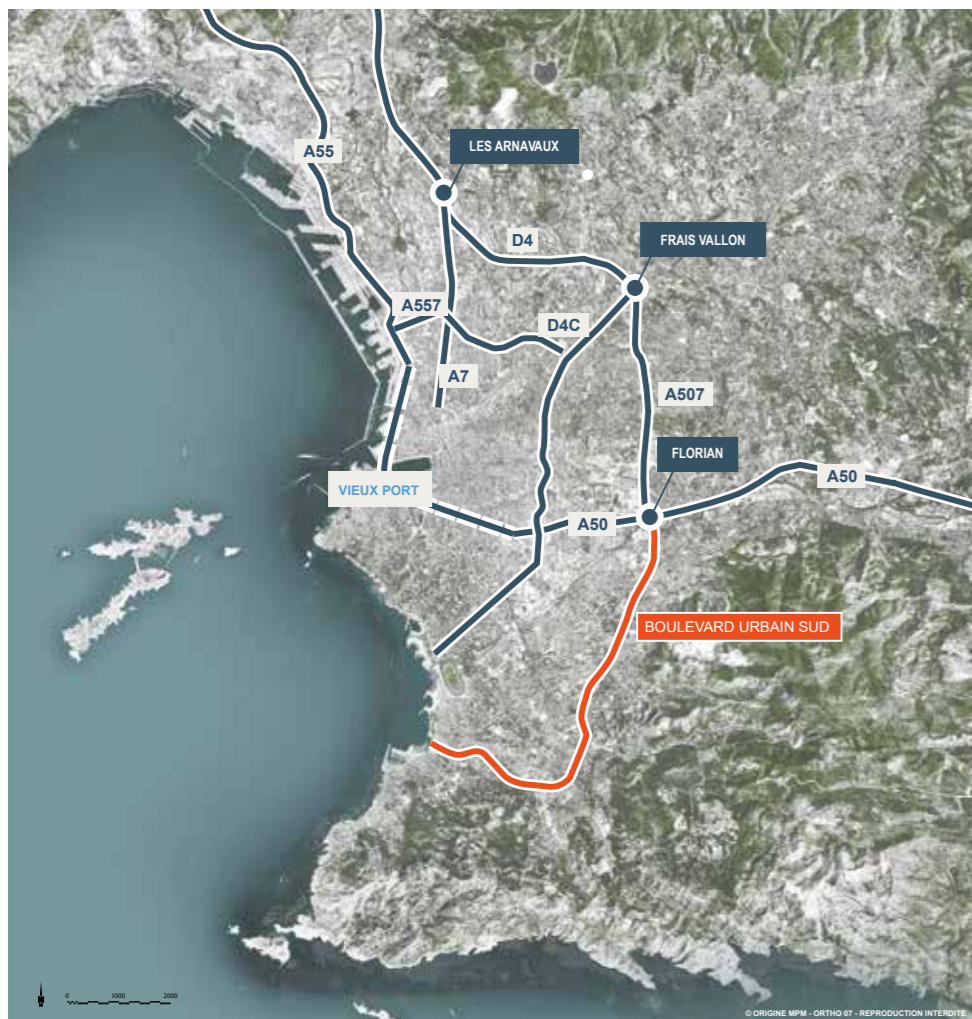 LES ARNAVAUX
A55
D4
FRAIS VALLON
A557
D4C
A7
A507
FLORIAN
A50
VIEUX PORT
A50
BOULEVARD URBAIN SUD
0 1000 2000
© ORIGINE MPM - ORTHO 07 - REPRODUCTION INTERDITE